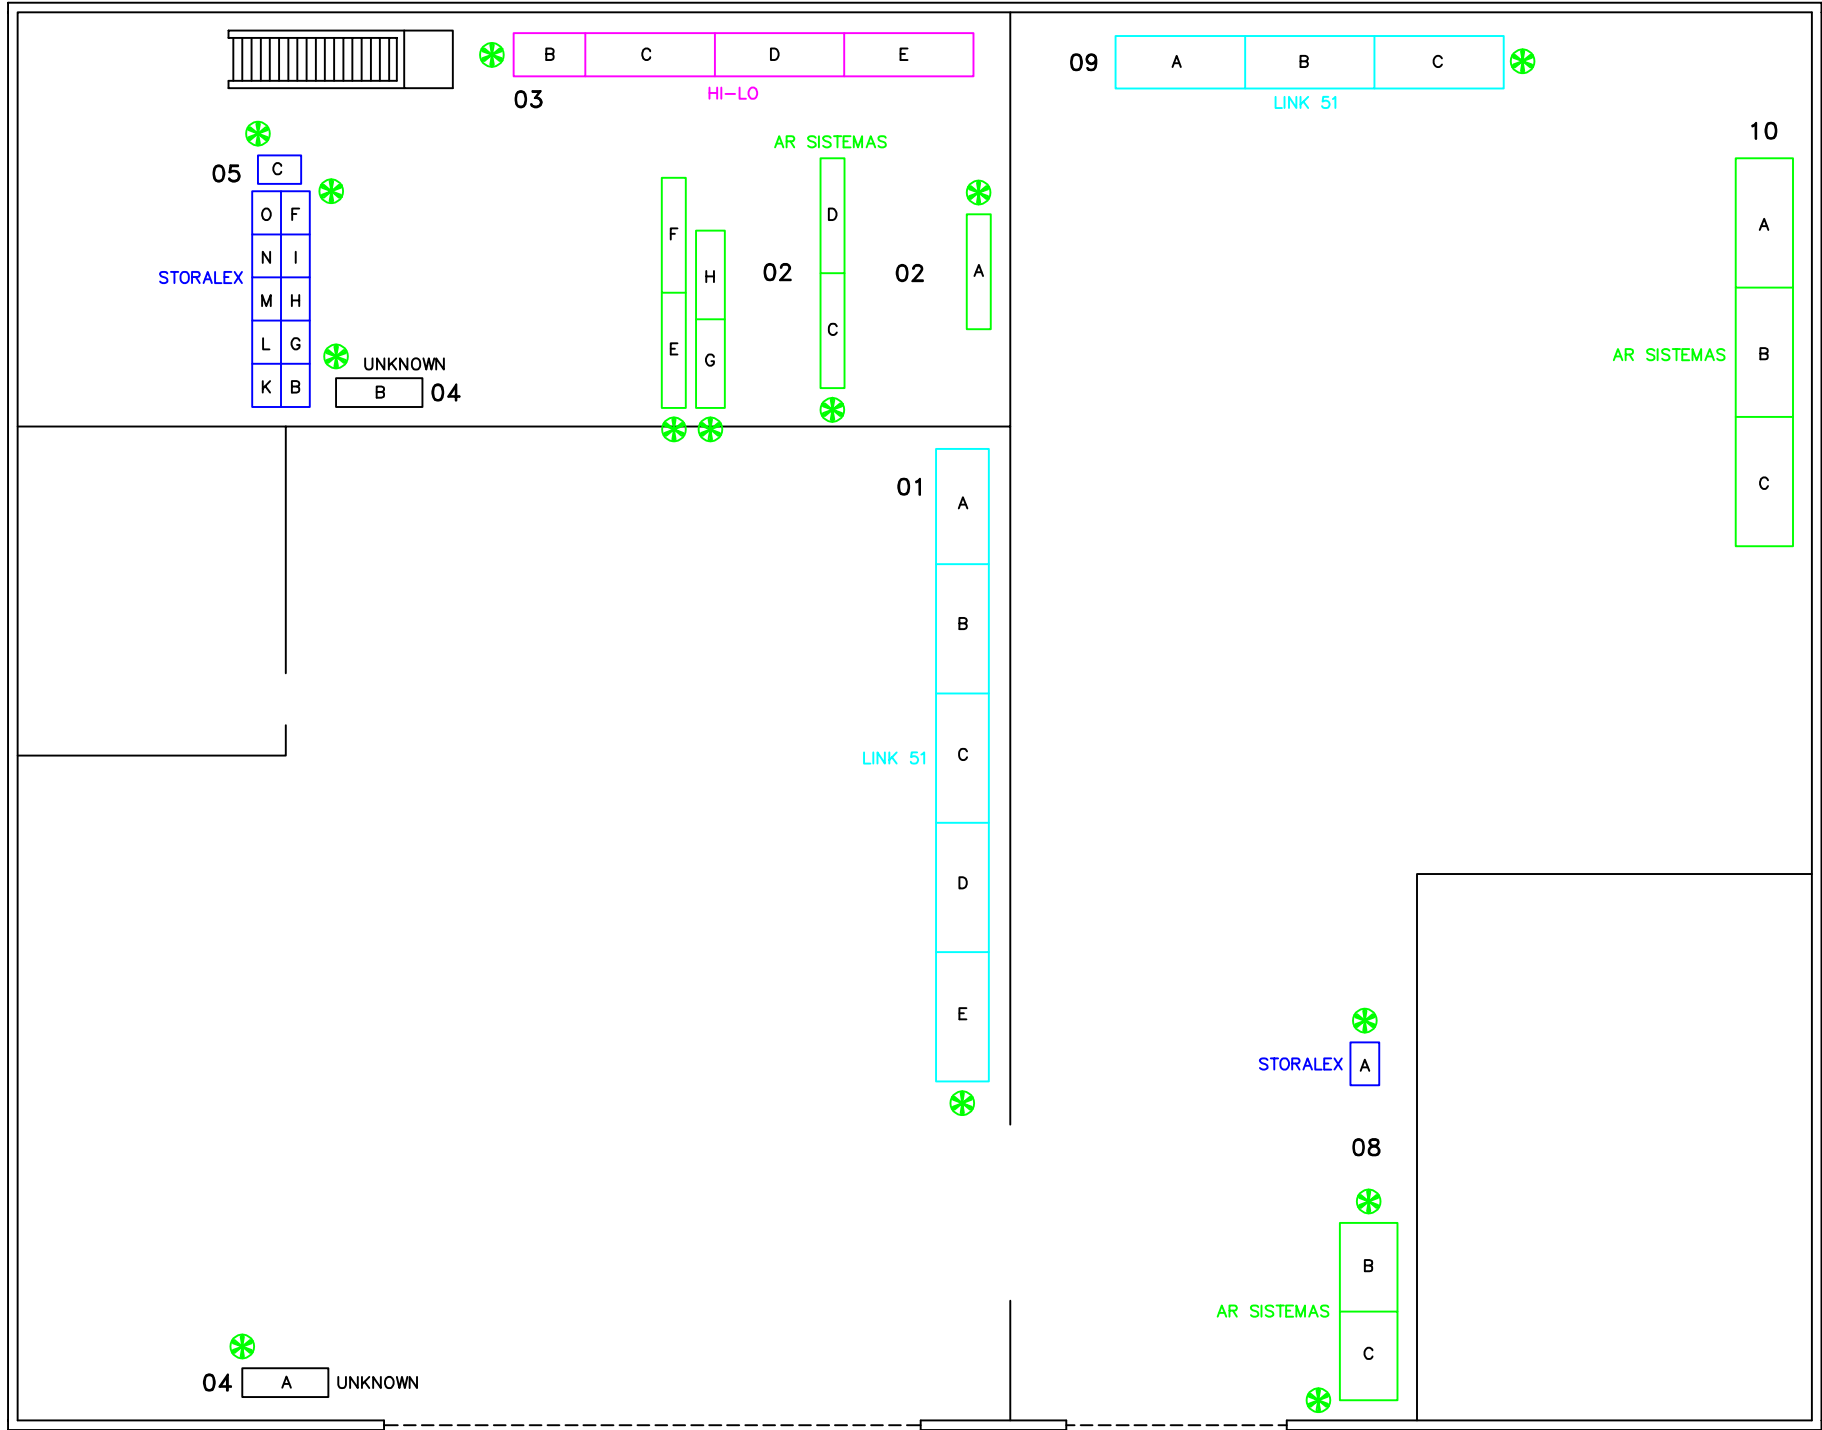 B C D E
03
HI-LO
09
A B C
LINK 51
10
A
B
C
AR SISTEMAS
05
C
O F
N I
M H
L G
K B
STORALEX
UNKNOWN
B
04
F
E
H
G
AR SISTEMAS
02
D
C
02
A
01
A
B
C
D
E
LINK 51
STORALEX
A
08
B
C
AR SISTEMAS
04
A
UNKNOWN